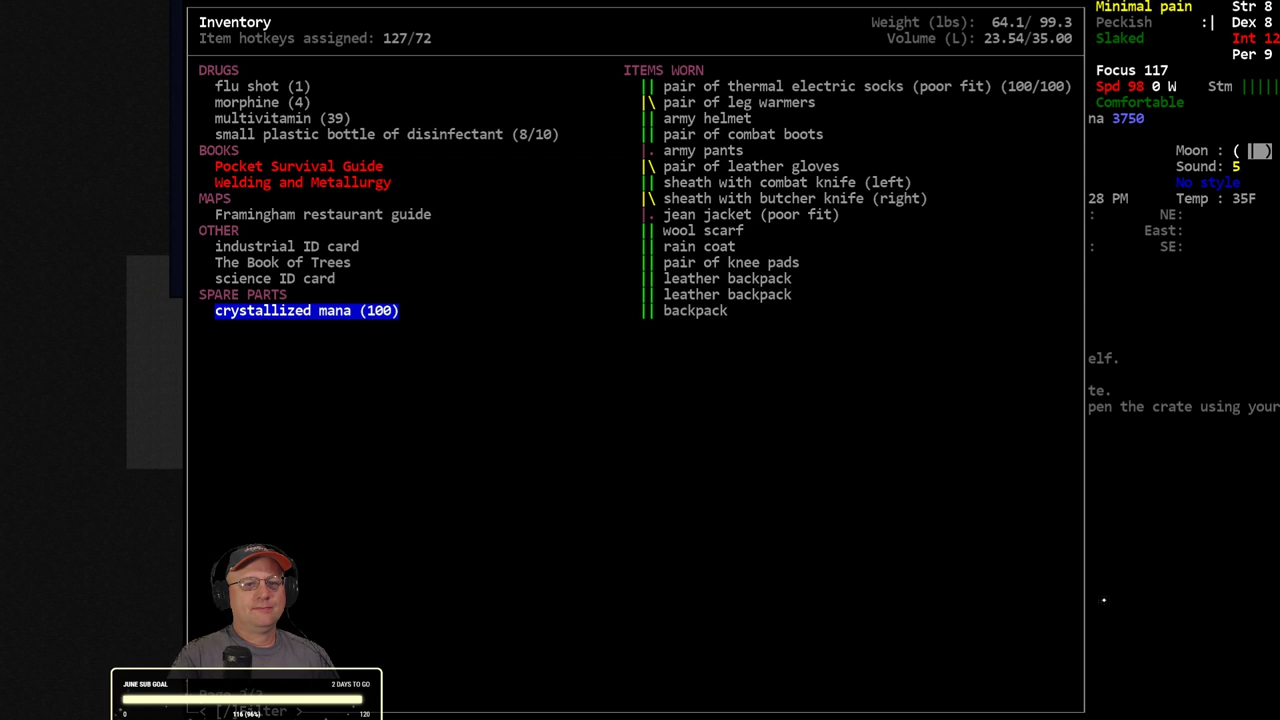 Inventory
Item hotkeys assigned: 127/72
Weight (lbs): 64.1/ 99.3
Volume (L): 23.54/35.00
DRUGS
flu shot (1)
morphine (4)
multivitamin (39)
small plastic bottle of disinfectant (8/10)
BOOKS
Pocket Survival Guide
Welding and Metallurgy
MAPS
Framingham restaurant guide
OTHER
industrial ID card
The Book of Trees
science ID card
SPARE PARTS
crystallized mana (100)
ITEMS WORN
|| pair of thermal electric socks (poor fit) (100/100)
|\ pair of leg warmers
|| army helmet
|| pair of combat boots
|. army pants
|\ pair of leather gloves
|| sheath with combat knife (left)
|\ sheath with butcher knife (right)
|. jean jacket (poor fit)
|| wool scarf
|| rain coat
|| pair of knee pads
|| leather backpack
|| leather backpack
|| backpack
Minimal pain Str 8
Peckish :| Dex 8
Slaked Int 12
Per 9
Focus 117
Spd 98 0 W Stm |||||
Comfortable
na 3750
Moon : ( | )
Sound: 5
No style
28 PM Temp : 35F
: NE:
East:
: SE:
elf.
te.
pen the crate using your
JUNE SUB GOAL 2 DAYS TO GO
0 116 (96%) 120
< [/]Filter >